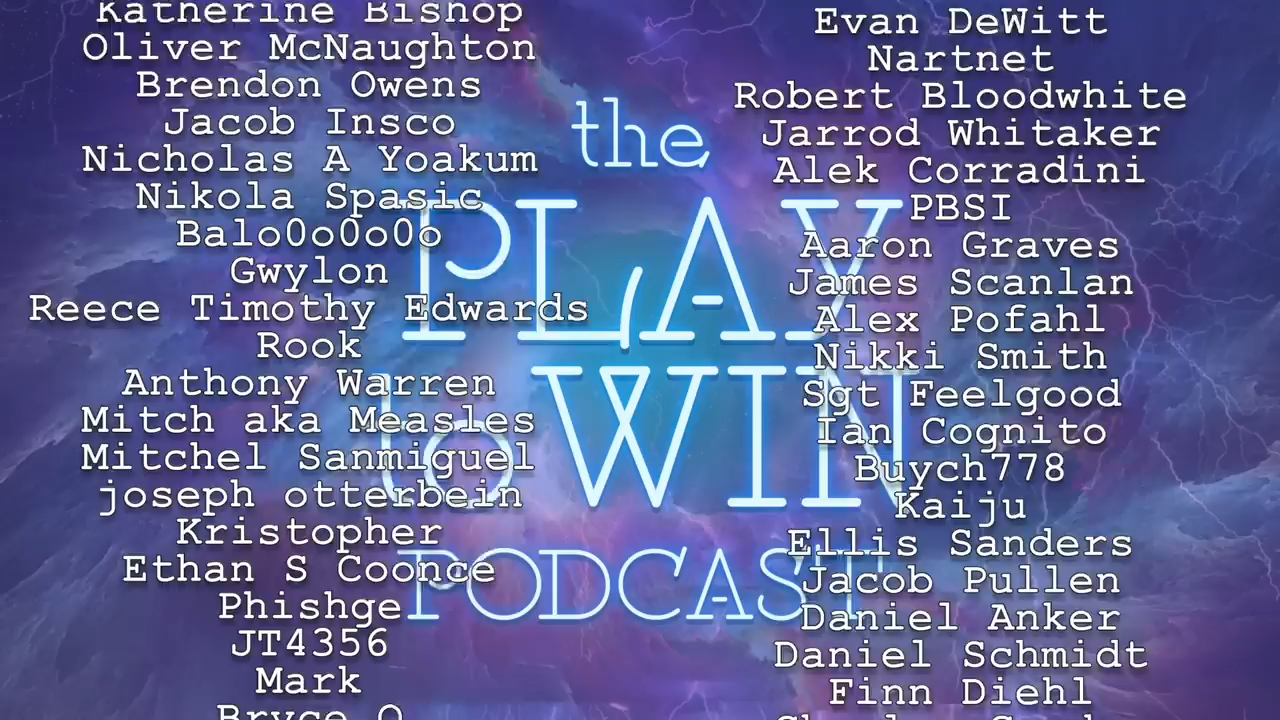 Katherine Bishop
Oliver McNaughton
Brendon Owens
Jacob Insco
Nicholas A Yoakum
Nikola Spasic
Balo0o0o0o
Gwylon
Reece Timothy Edwards
Rook
Anthony Warren
Mitch aka Measles
Mitchel Sanmiguel
joseph otterbein
Kristopher
Ethan S Coonce
Phishge
JT4356
Mark
Bryce O
the
PLAY
to WIN
PODCAST
Evan DeWitt
Nartnet
Robert Bloodwhite
Jarrod Whitaker
Alek Corradini
PBSI
Aaron Graves
James Scanlan
Alex Pofahl
Nikki Smith
Sgt Feelgood
Ian Cognito
Buych778
Kaiju
Ellis Sanders
Jacob Pullen
Daniel Anker
Daniel Schmidt
Finn Diehl